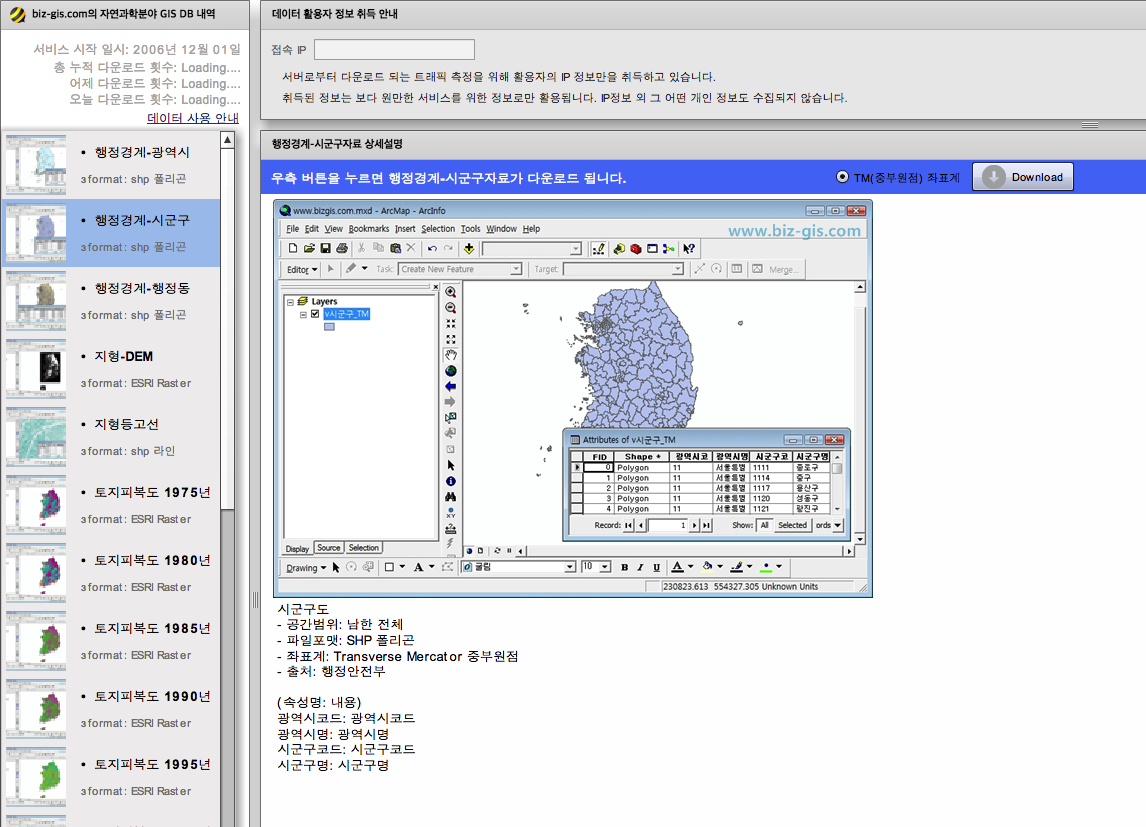 biz-gis.com의 자연과학분야 GIS DB 내역
서비스 시작 일시: 2006년 12월 01일
총 누적 다운로드 횟수: Loading....
어제 다운로드 횟수: Loading....
오늘 다운로드 횟수: Loading....
데이터 사용 안내
• 행정경계-광역시
aformat: shp 폴리곤
• 행정경계-시군구
aformat: shp 폴리곤
• 행정경계-행정동
aformat: shp 폴리곤
• 지형-DEM
aformat: ESRI Raster
• 지형등고선
aformat: shp 라인
• 토지피복도 1975년
aformat: ESRI Raster
• 토지피복도 1980년
aformat: ESRI Raster
• 토지피복도 1985년
aformat: ESRI Raster
• 토지피복도 1990년
aformat: ESRI Raster
• 토지피복도 1995년
aformat: ESRI Raster
데이터 활용자 정보 취득 안내
접속 IP
서버로부터 다운로드 되는 트래픽 측정을 위해 활용자의 IP 정보만을 취득하고 있습니다.
취득된 정보는 보다 원만한 서비스를 위한 정보로만 활용됩니다. IP정보 외 그 어떤 개인 정보도 수집되지 않습니다.
행정경계-시군구자료 상세설명
우측 버튼을 누르면 행정경계-시군구자료가 다운로드 됩니다.
TM(중부원점) 좌표계
Download
www.bizgis.com.mxd - ArcMap - ArcInfo
File Edit View Bookmarks Insert Selection Tools Window Help
www.biz-gis.com
Editor Task: Create New Feature Target: Merge...
Layers
v시군구_TM
Attributes of v시군구_TM
FID Shape * 광역시코 광역시명 시군구코 시군구명
0 Polygon 11 서울특별 1111 종로구
1 Polygon 11 서울특별 1114 중구
2 Polygon 11 서울특별 1117 용산구
3 Polygon 11 서울특별 1120 성동구
4 Polygon 11 서울특별 1121 광진구
Record: 1 Show: All Selected ords
Display Source Selection
Drawing A 굴림 10 B I U A
230823.613 554327.305 Unknown Units
시군구도
- 공간범위: 남한 전체
- 파일포맷: SHP 폴리곤
- 좌표계: Transverse Mercator 중부원점
- 출처: 행정안전부
(속성명: 내용)
광역시코드: 광역시코드
광역시명: 광역시명
시군구코드: 시군구코드
시군구명: 시군구명